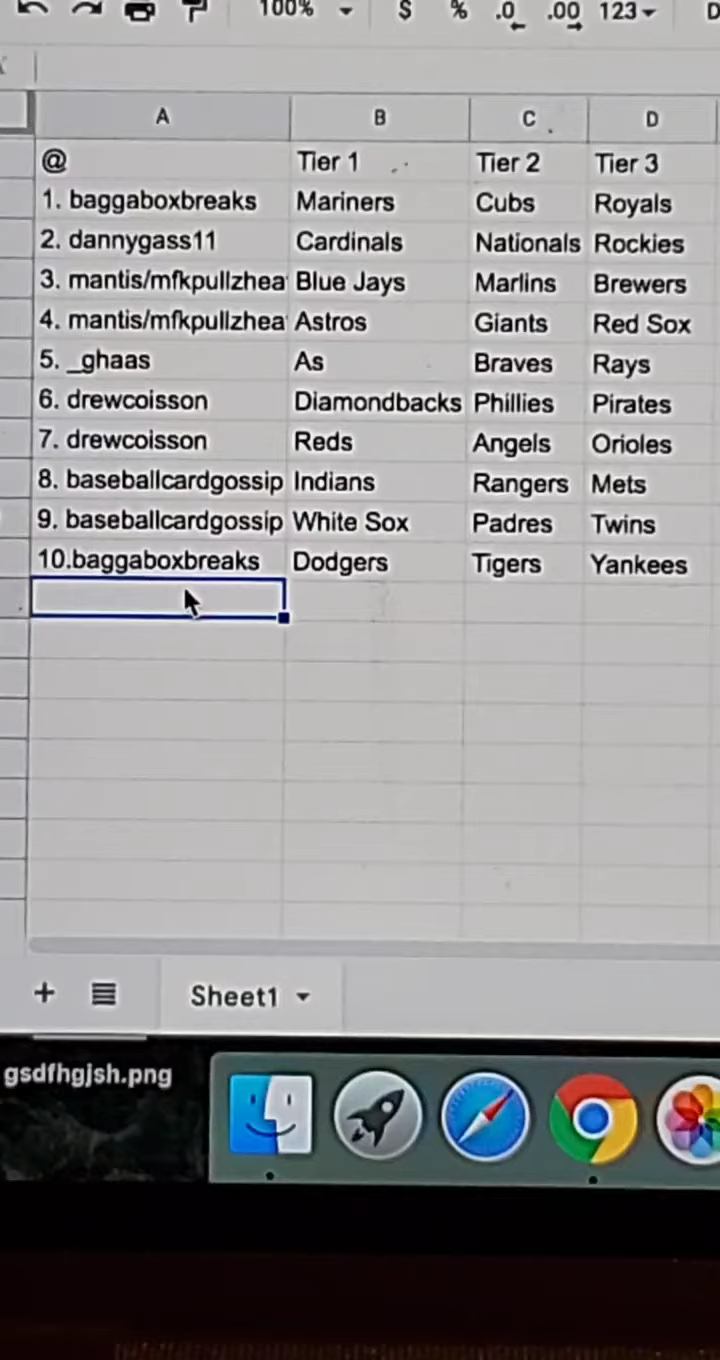 100% $ % .0 .00 123
A B C D
@ Tier 1 Tier 2 Tier 3
1. baggaboxbreaks Mariners Cubs Royals
2. dannygass11 Cardinals Nationals Rockies
3. mantis/mfkpullzhea Blue Jays Marlins Brewers
4. mantis/mfkpullzhea Astros Giants Red Sox
5. _ghaas As Braves Rays
6. drewcoisson Diamondbacks Phillies Pirates
7. drewcoisson Reds Angels Orioles
8. baseballcardgossip Indians Rangers Mets
9. baseballcardgossip White Sox Padres Twins
10.baggaboxbreaks Dodgers Tigers Yankees
+ Sheet1
gsdfhgjsh.png